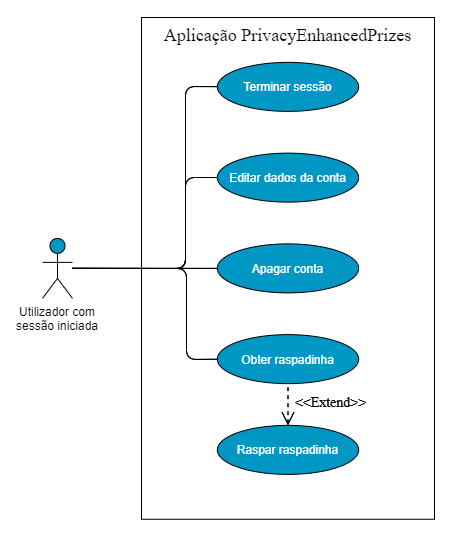 Aplicação PrivacyEnhancedPrizes
Terminar sessão
Editar dados da conta
Apagar conta
Utilizador com
sessão iniciada
Obter raspadinha
<<Extend>>
Raspar raspadinha